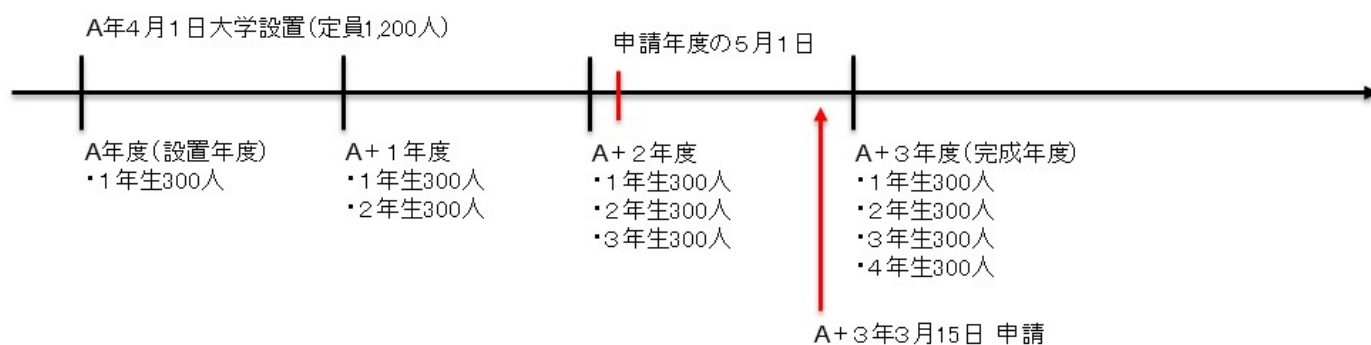 A年4月1日大学設置(定員1,200人)
申請年度の5月1日
A年度(設置年度)
・1年生300人
A+1年度
・1年生300人
・2年生300人
A+2年度
・1年生300人
・2年生300人
・3年生300人
A+3年度(完成年度)
・1年生300人
・2年生300人
・3年生300人
・4年生300人
A+3年3月15日 申請